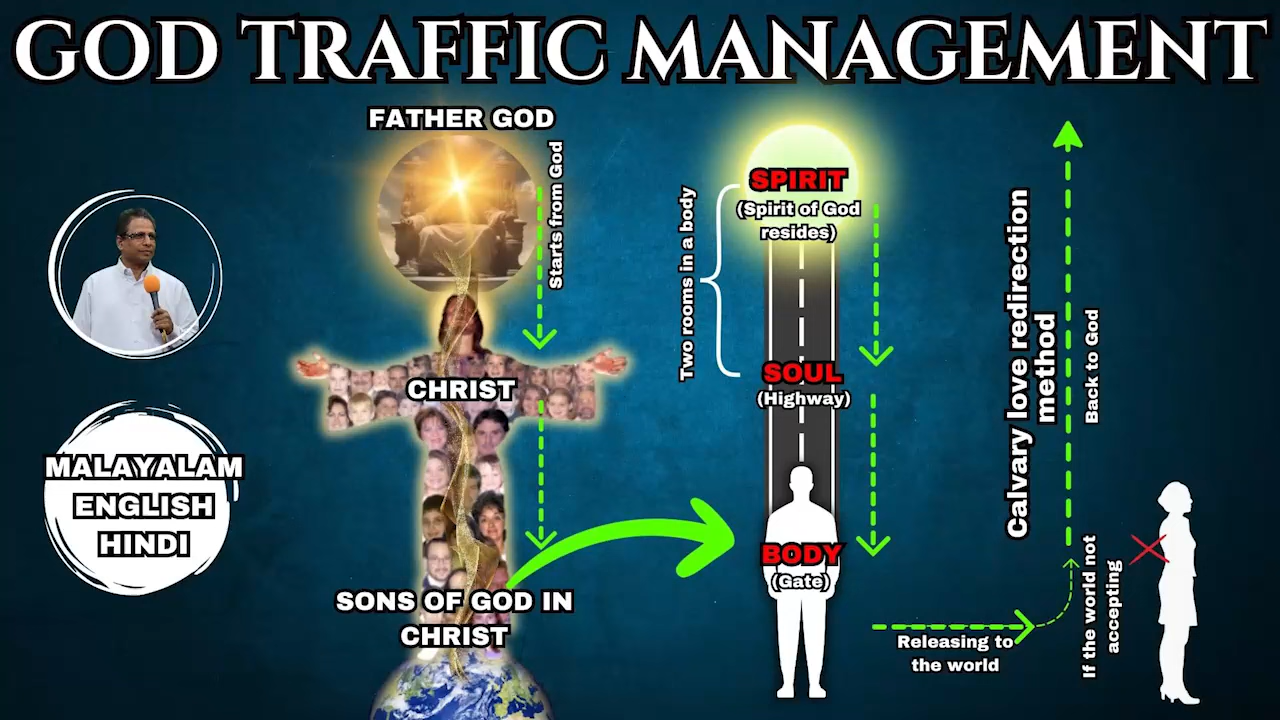 GOD TRAFFIC MANAGEMENT
FATHER GOD
Starts from God
CHRIST
SONS OF GOD IN
CHRIST
MALAYALAM
ENGLISH
HINDI
SPIRIT
(Spirit of God
resides)
Two rooms in a body
SOUL
(Highway)
BODY
(Gate)
Releasing to
the world
Calvary love redirection
method
Back to God
If the world not
accepting